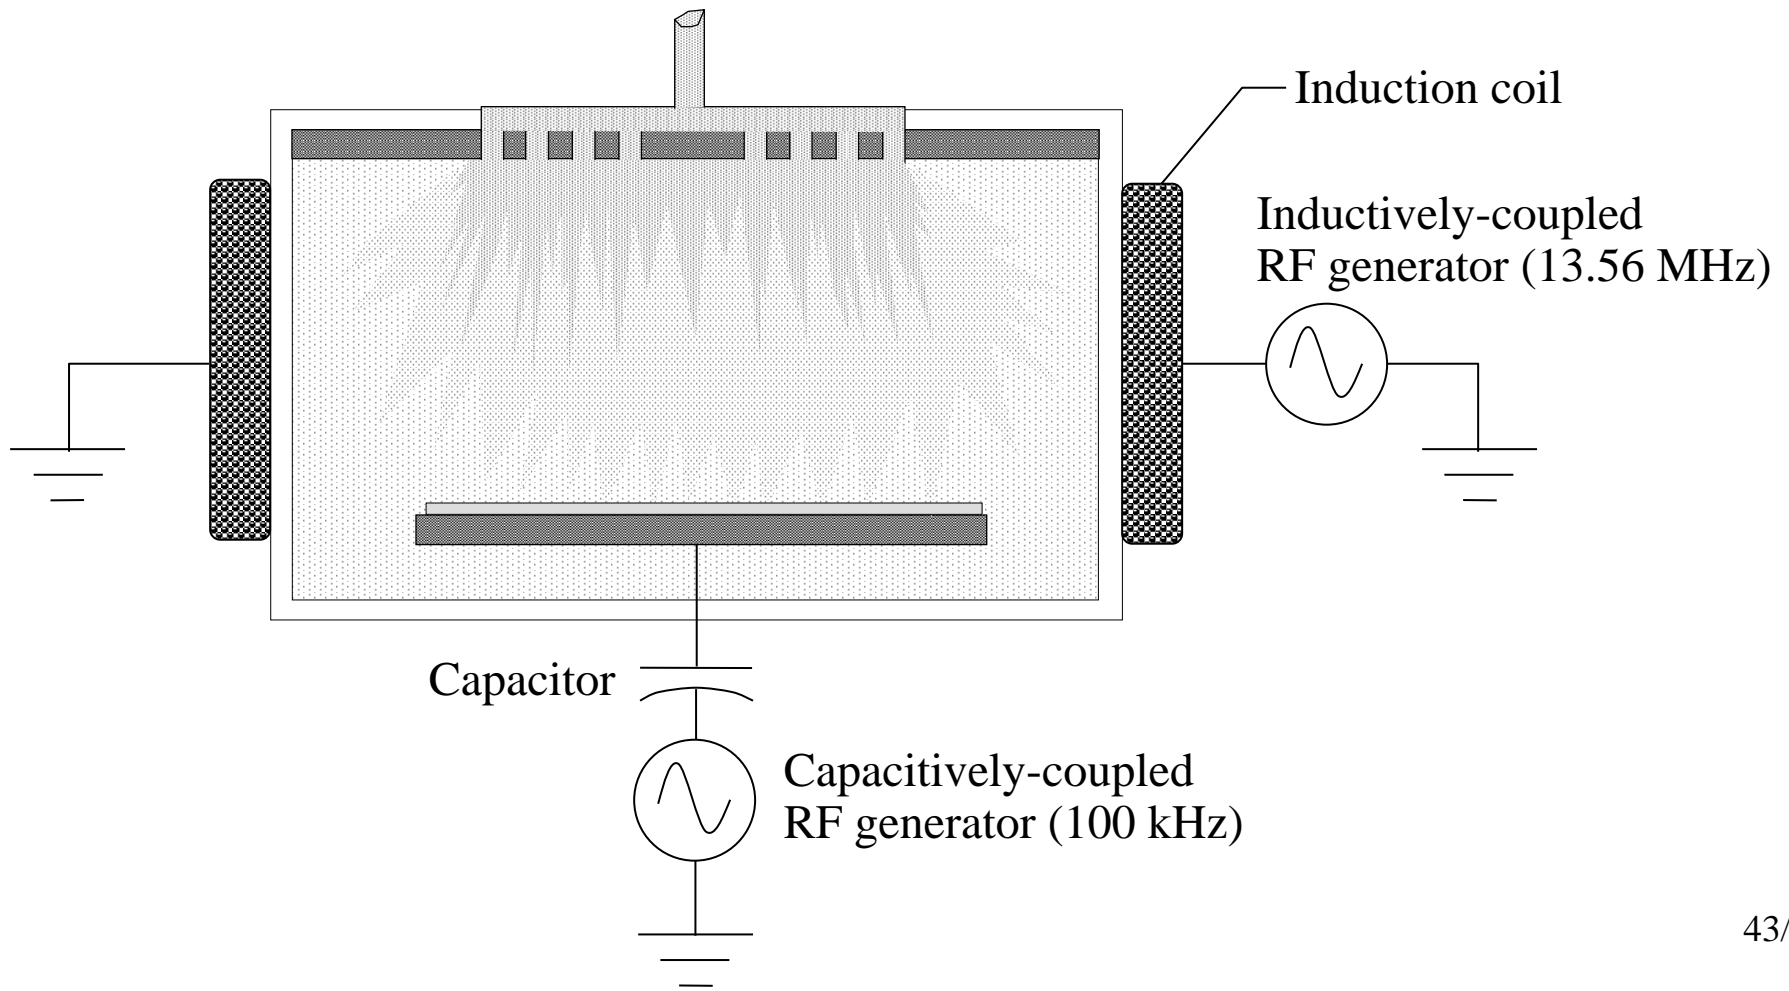 Induction coil
Inductively-coupled
RF generator (13.56 MHz)
Capacitor
Capacitively-coupled
RF generator (100 kHz)
43/